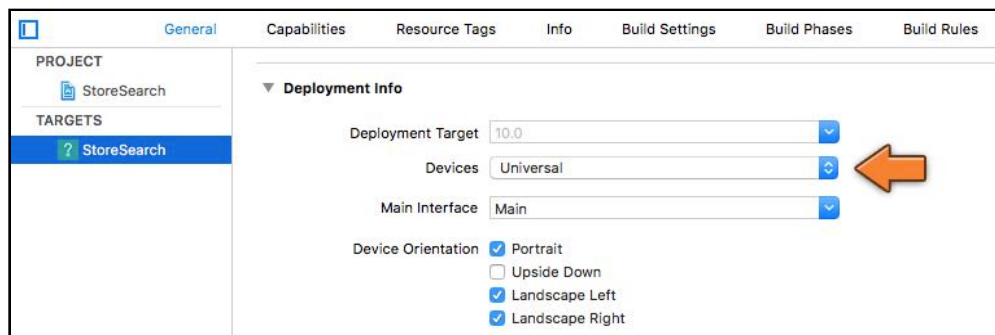 General Capabilities Resource Tags Info Build Settings Build Phases Build Rules
PROJECT
StoreSearch
TARGETS
? StoreSearch
Deployment Info
Deployment Target 10.0
Devices Universal
Main Interface Main
Device Orientation Portrait
Upside Down
Landscape Left
Landscape Right